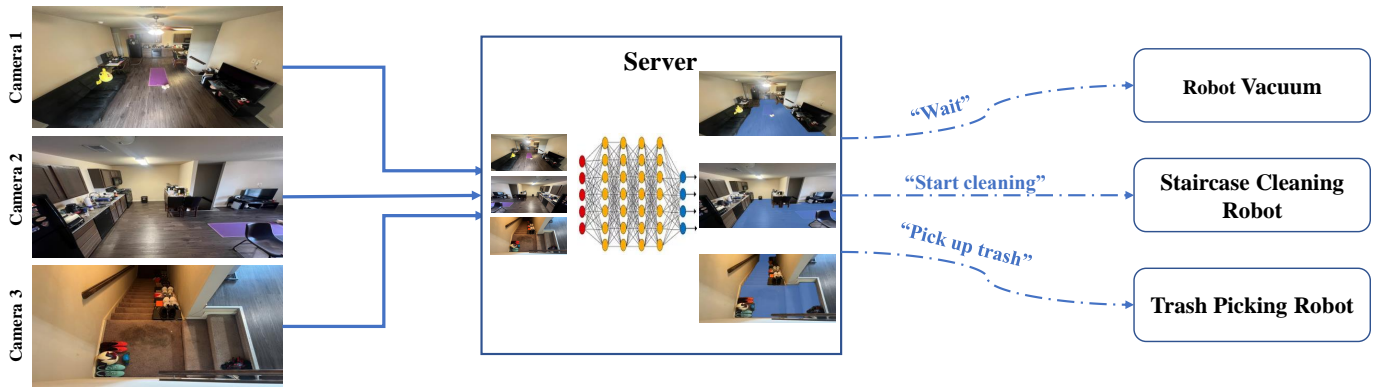 Camera 1
Camera 2
Camera 3
Server
“Wait”
“Start cleaning”
“Pick up trash”
Robot Vacuum
Staircase Cleaning
Robot
Trash Picking Robot